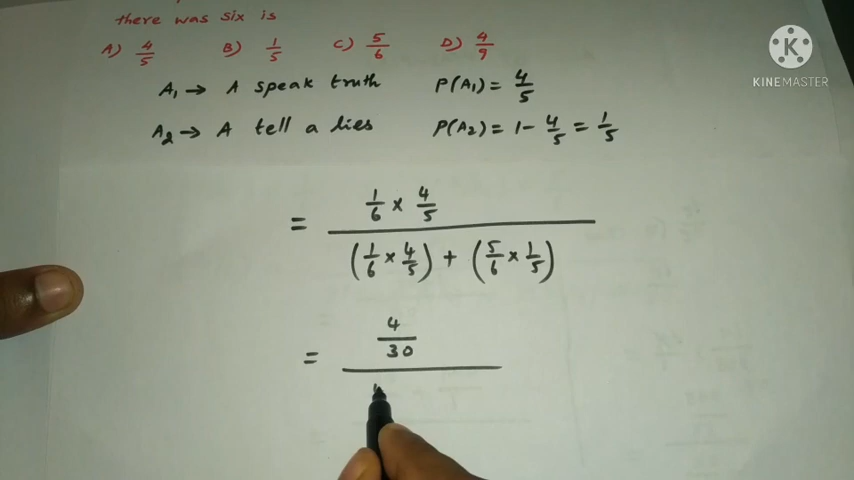 there was six is
A) 4/5 B) 1/5 C) 5/6 D) 4/9
A₁ → A speak truth P(A₁) = 4/5
A₂ → A tell a lies P(A₂) = 1 - 4/5 = 1/5
= (1/6 × 4/5) / ((1/6 × 4/5) + (5/6 × 1/5))
= (4/30) /
K
KINEMASTER